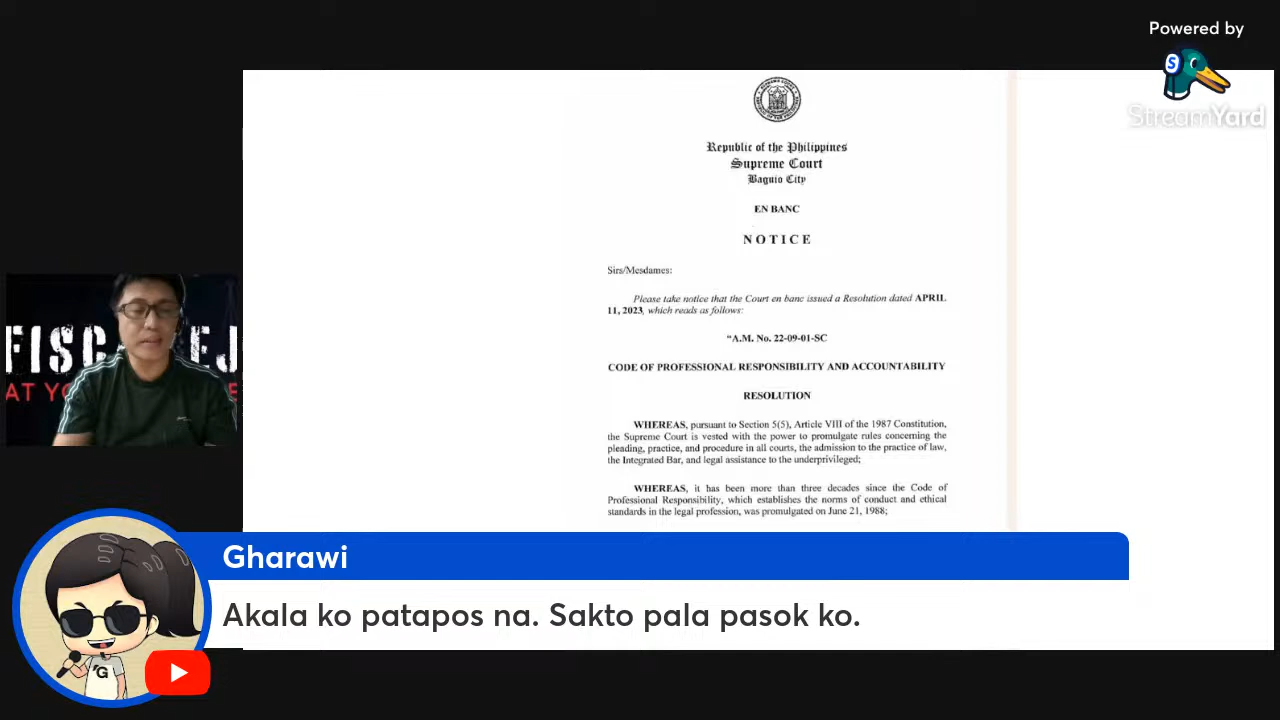 Powered by
StreamYard
Republic of the Philippines
Supreme Court
Baguio City
EN BANC
NOTICE
Sirs/Mesdames:
Please take notice that the Court en banc issued a Resolution dated APRIL
11, 2023, which reads as follows:
"A.M. No. 22-09-01-SC
CODE OF PROFESSIONAL RESPONSIBILITY AND ACCOUNTABILITY
RESOLUTION
WHEREAS, pursuant to Section 5(5), Article VIII of the 1987 Constitution,
the Supreme Court is vested with the power to promulgate rules concerning the
pleading, practice, and procedure in all courts, the admission to the practice of law,
the Integrated Bar, and legal assistance to the underprivileged;
WHEREAS, it has been more than three decades since the Code of
Professional Responsibility, which establishes the norms of conduct and ethical
standards in the legal profession, was promulgated on June 21, 1988;
Gharawi
Akala ko patapos na. Sakto pala pasok ko.